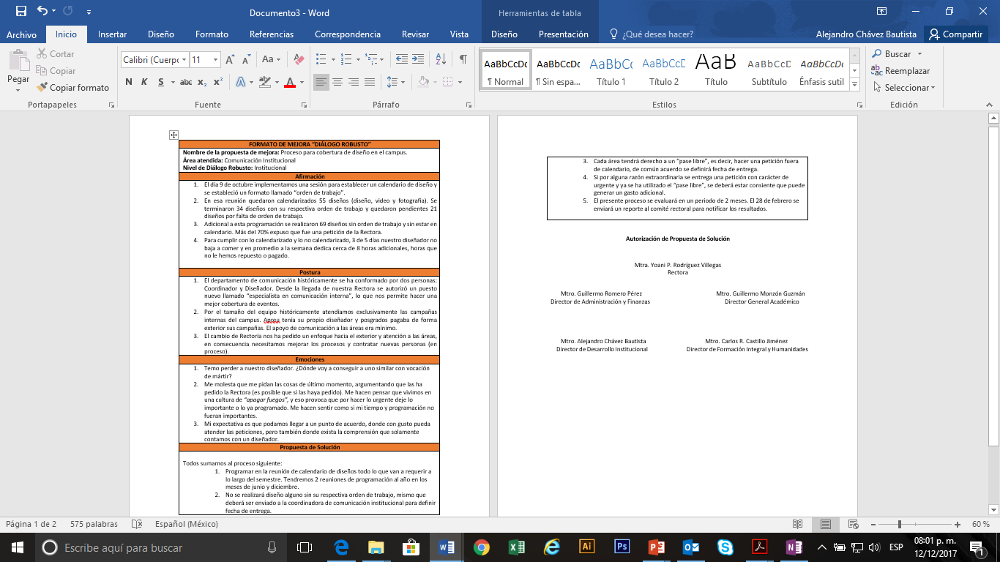 Documento3 - Word
Herramientas de tabla
Archivo Inicio Insertar Diseño Formato Referencias Correspondencia Revisar Vista Diseño Presentación ¿Qué desea hacer? Alejandro Chávez Bautista Compartir
Pegar
Cortar
Copiar
Copiar formato
Portapapeles
Calibri (Cuerpo 11
N K S abc x₂ x²
Fuente
Párrafo
AaBbCcDc AaBbCcDc AaBbCc AaBbCcD AaB AaBbCcD AaBbCcDc
¶ Normal ¶ Sin espa... Título 1 Título 2 Título Subtítulo Énfasis sutil
Estilos
Buscar
Reemplazar
Seleccionar
Edición
FORMATO DE MEJORA “DIÁLOGO ROBUSTO”
Nombre de la propuesta de mejora: Proceso para cobertura de diseño en el campus.
Área atendida: Comunicación Institucional
Nivel de Diálogo Robusto: Institucional
Afirmación
1. El día 9 de octubre implementamos una sesión para establecer un calendario de diseño y
se estableció un formato llamado “orden de trabajo”.
2. En esa reunión quedaron calendarizados 55 diseños (diseño, video y fotografía). Se
terminaron 34 diseños con su respectiva orden de trabajo y quedaron pendientes 21
diseños por falta de orden de trabajo.
3. Adicional a esta programación se realizaron 69 diseños sin orden de trabajo y sin estar en
calendario. Más del 70% expuso que fue una petición de la Rectora.
4. Para cumplir con lo calendarizado y lo no calendarizado, 3 de 5 días nuestro diseñador no
baja a comer y en promedio a la semana dedica cerca de 8 horas adicionales, horas que
no le hemos repuesto o pagado.
Postura
1. El departamento de comunicación históricamente se ha conformado por dos personas:
Coordinador y Diseñador. Desde la llegada de nuestra Rectora se autorizó un puesto
nuevo llamado “especialista en comunicación interna”, lo que nos permite hacer una
mejor cobertura de eventos.
2. Por el tamaño del equipo históricamente atendíamos exclusivamente las campañas
internas del campus. Apreu tenía su propio diseñador y posgrados pagaba de forma
exterior sus campañas. El apoyo de comunicación a las áreas era mínimo.
3. El cambio de Rectoría nos ha pedido un enfoque hacia el exterior y atención a las áreas,
en consecuencia necesitamos mejorar los procesos y contratar nuevas personas (en
proceso).
Emociones
1. Temo perder a nuestro diseñador. ¿Dónde voy a conseguir a uno similar con vocación
de mártir?
2. Me molesta que me pidan las cosas de último momento, argumentando que las ha
pedido la Rectora (es posible que si las haya pedido). Me hacen pensar que vivimos en
una cultura de “apagar fuegos”, y eso provoca que por hacer lo urgente deje lo
importante o lo ya programado. Me hacen sentir como si mi tiempo y programación no
fueran importantes.
3. Mi expectativa es que podamos llegar a un punto de acuerdo, donde con gusto pueda
atender las peticiones, pero también donde exista la comprensión que solamente
contamos con un diseñador.
Propuesta de Solución
Todos sumarnos al proceso siguiente:
1. Programar en la reunión de calendario de diseños todo lo que van a requerir a
lo largo del semestre. Tendremos 2 reuniones de programación al año en los
meses de junio y diciembre.
2. No se realizará diseño alguno sin su respectiva orden de trabajo, mismo que
deberá ser enviado a la coordinadora de comunicación institucional para definir
fecha de entrega.
3. Cada área tendrá derecho a un “pase libre”, es decir, hacer una petición fuera
de calendario, de común acuerdo se definirá fecha de entrega.
4. Si por alguna razón extraordinaria se entrega una petición con carácter de
urgente y ya se ha utilizado el “pase libre”, se deberá estar consiente que puede
generar un gasto adicional.
5. El presente proceso se evaluará en un periodo de 2 meses. El 28 de febrero se
enviará un reporte al comité rectoral para notificar los resultados.
Autorización de Propuesta de Solución
Mtra. Yoani P. Rodríguez Villegas
Rectora
Mtro. Guillermo Romero Pérez Mtro. Guillermo Monzón Guzmán
Director de Administración y Finanzas Director General Académico
Mtro. Alejandro Chávez Bautista Mtro. Carlos R. Castillo Jiménez
Director de Desarrollo Institucional Director de Formación Integral y Humanidades
Página 1 de 2 575 palabras Español (México) 60 %
Escribe aquí para buscar
ESP
08:01 p. m.
12/12/2017